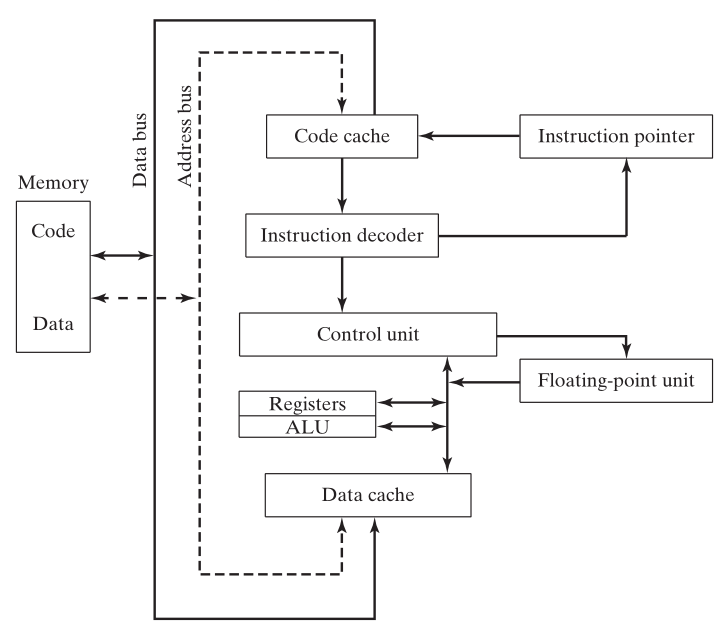 Data bus
Address bus
Code cache
Instruction pointer
Memory
Code
Data
Instruction decoder
Control unit
Floating-point unit
Registers
ALU
Data cache